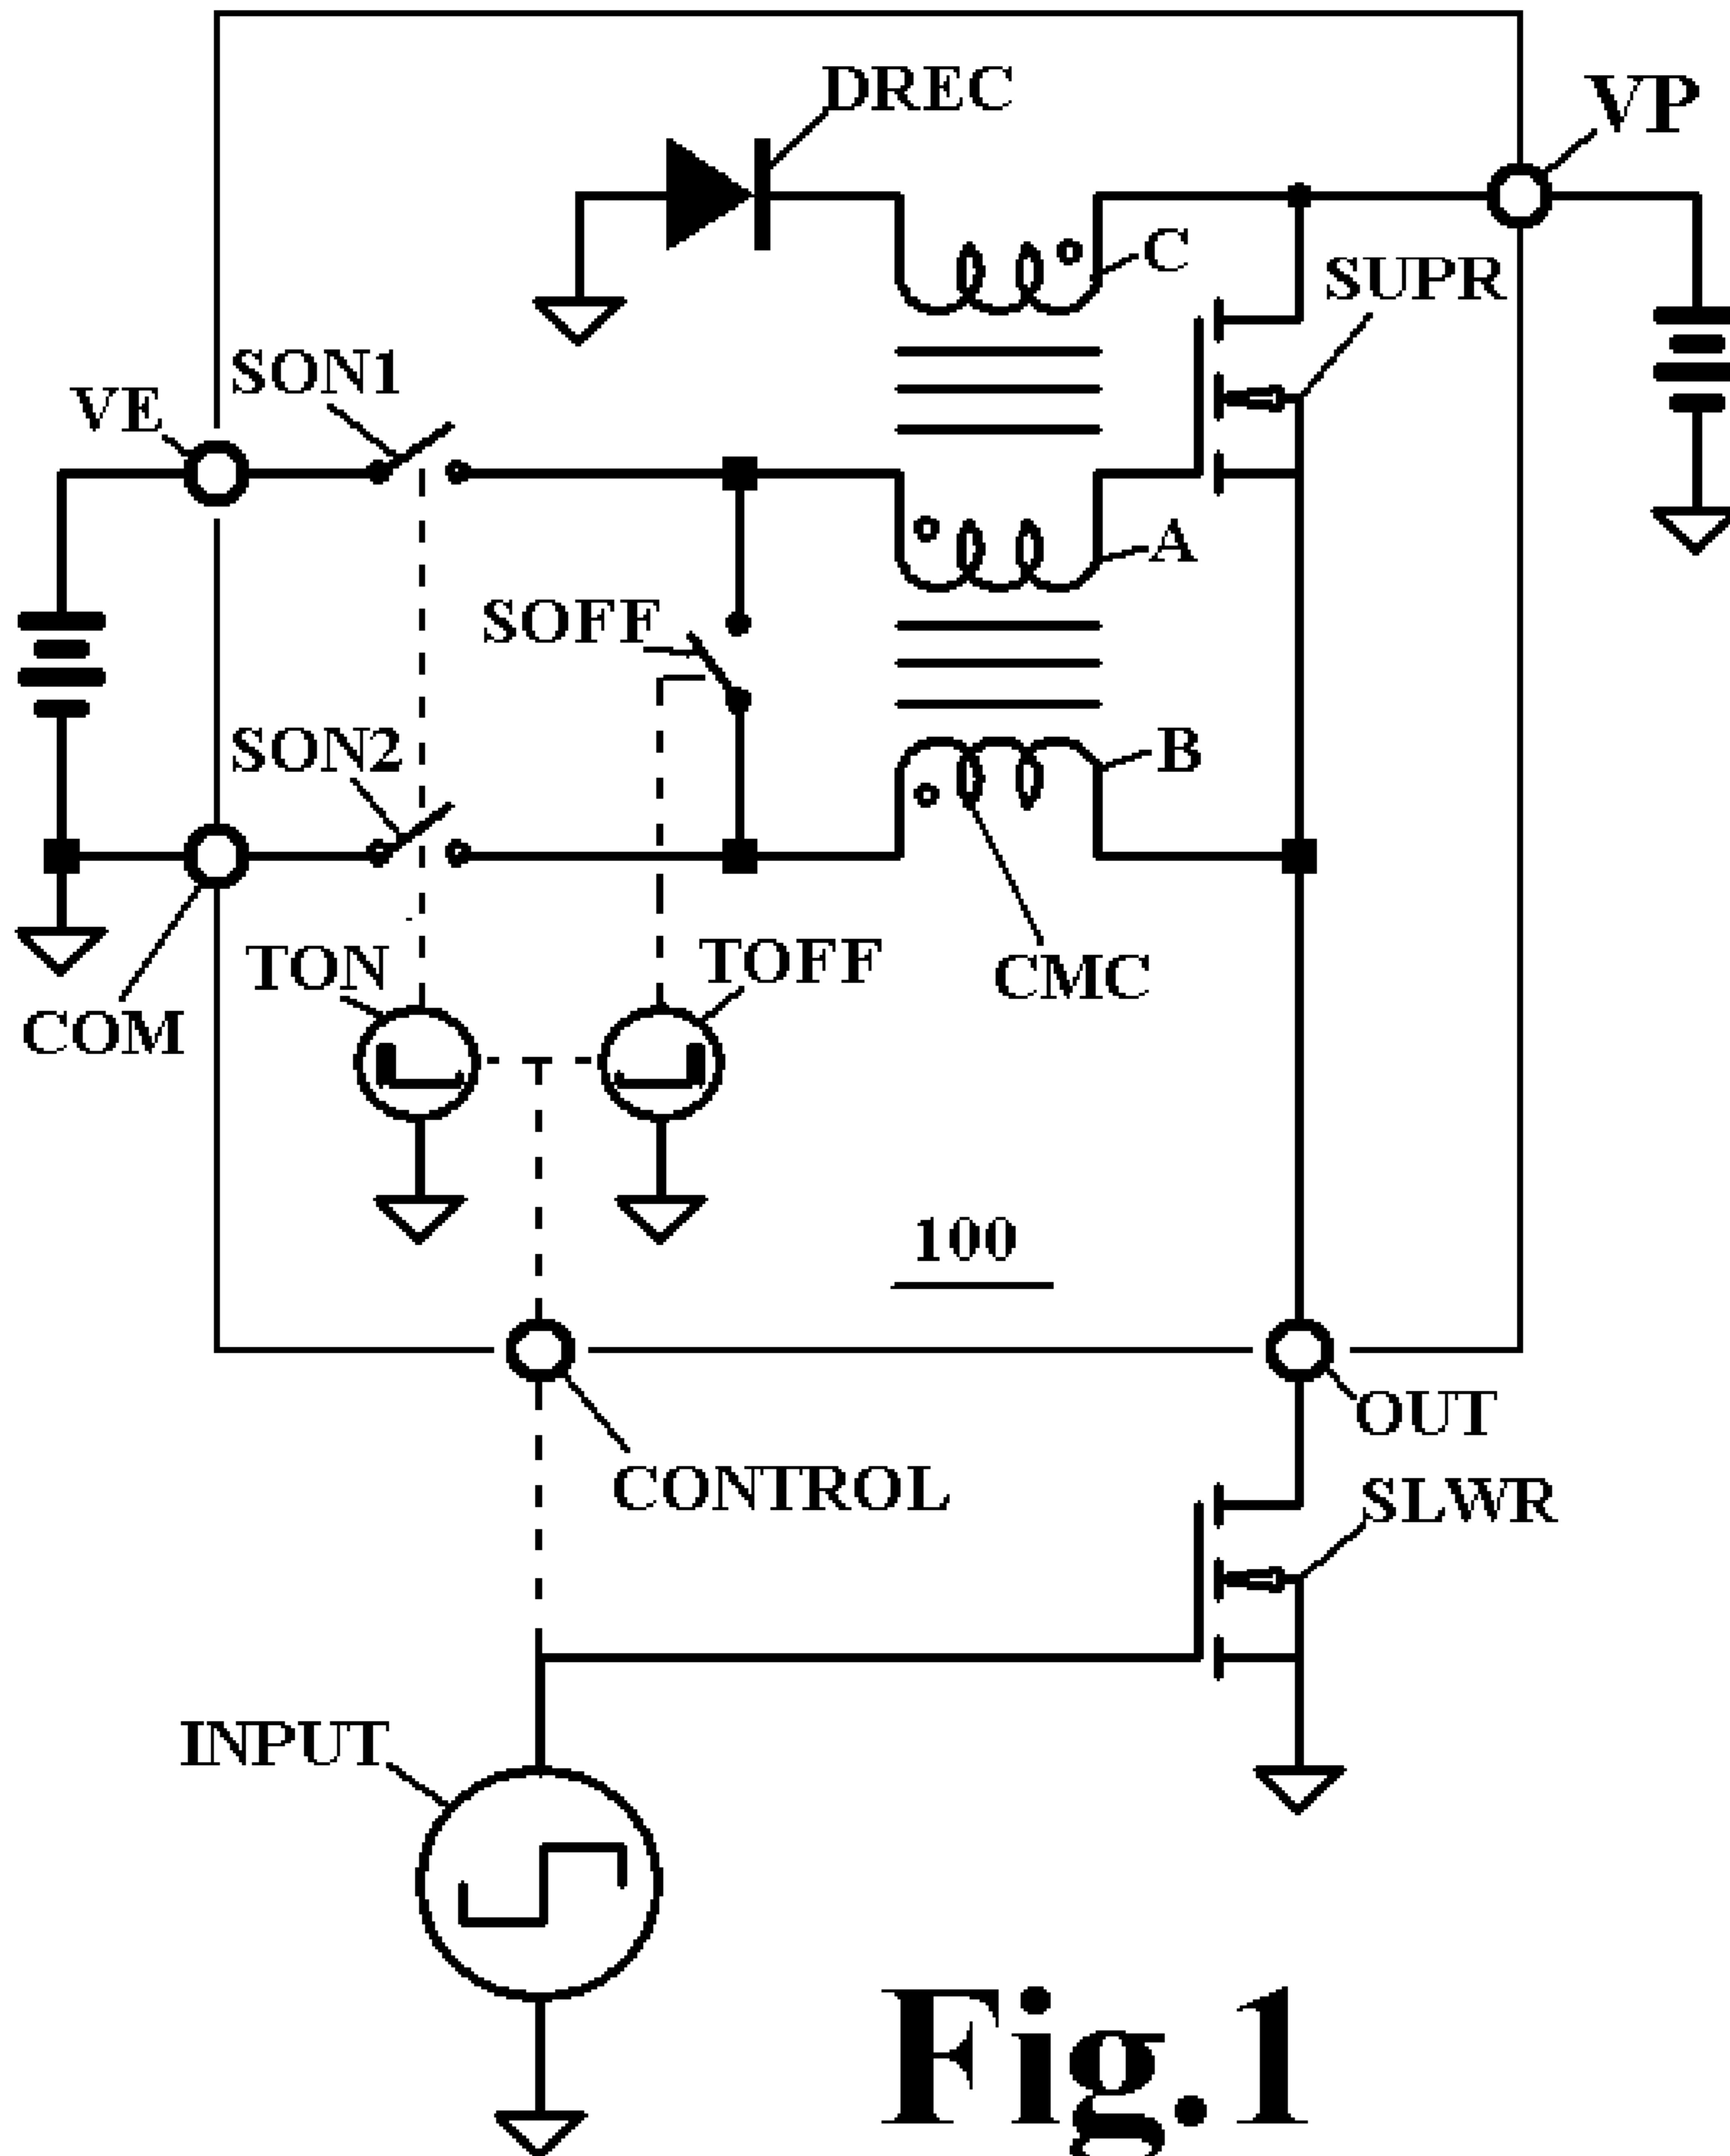 DREC
VP
C
SUPR
SON1
VE
A
SOFF
SON2
B
TON
TOFF
CMC
COM
100
OUT
CONTROL
SLWR
INPUT
Fig.1